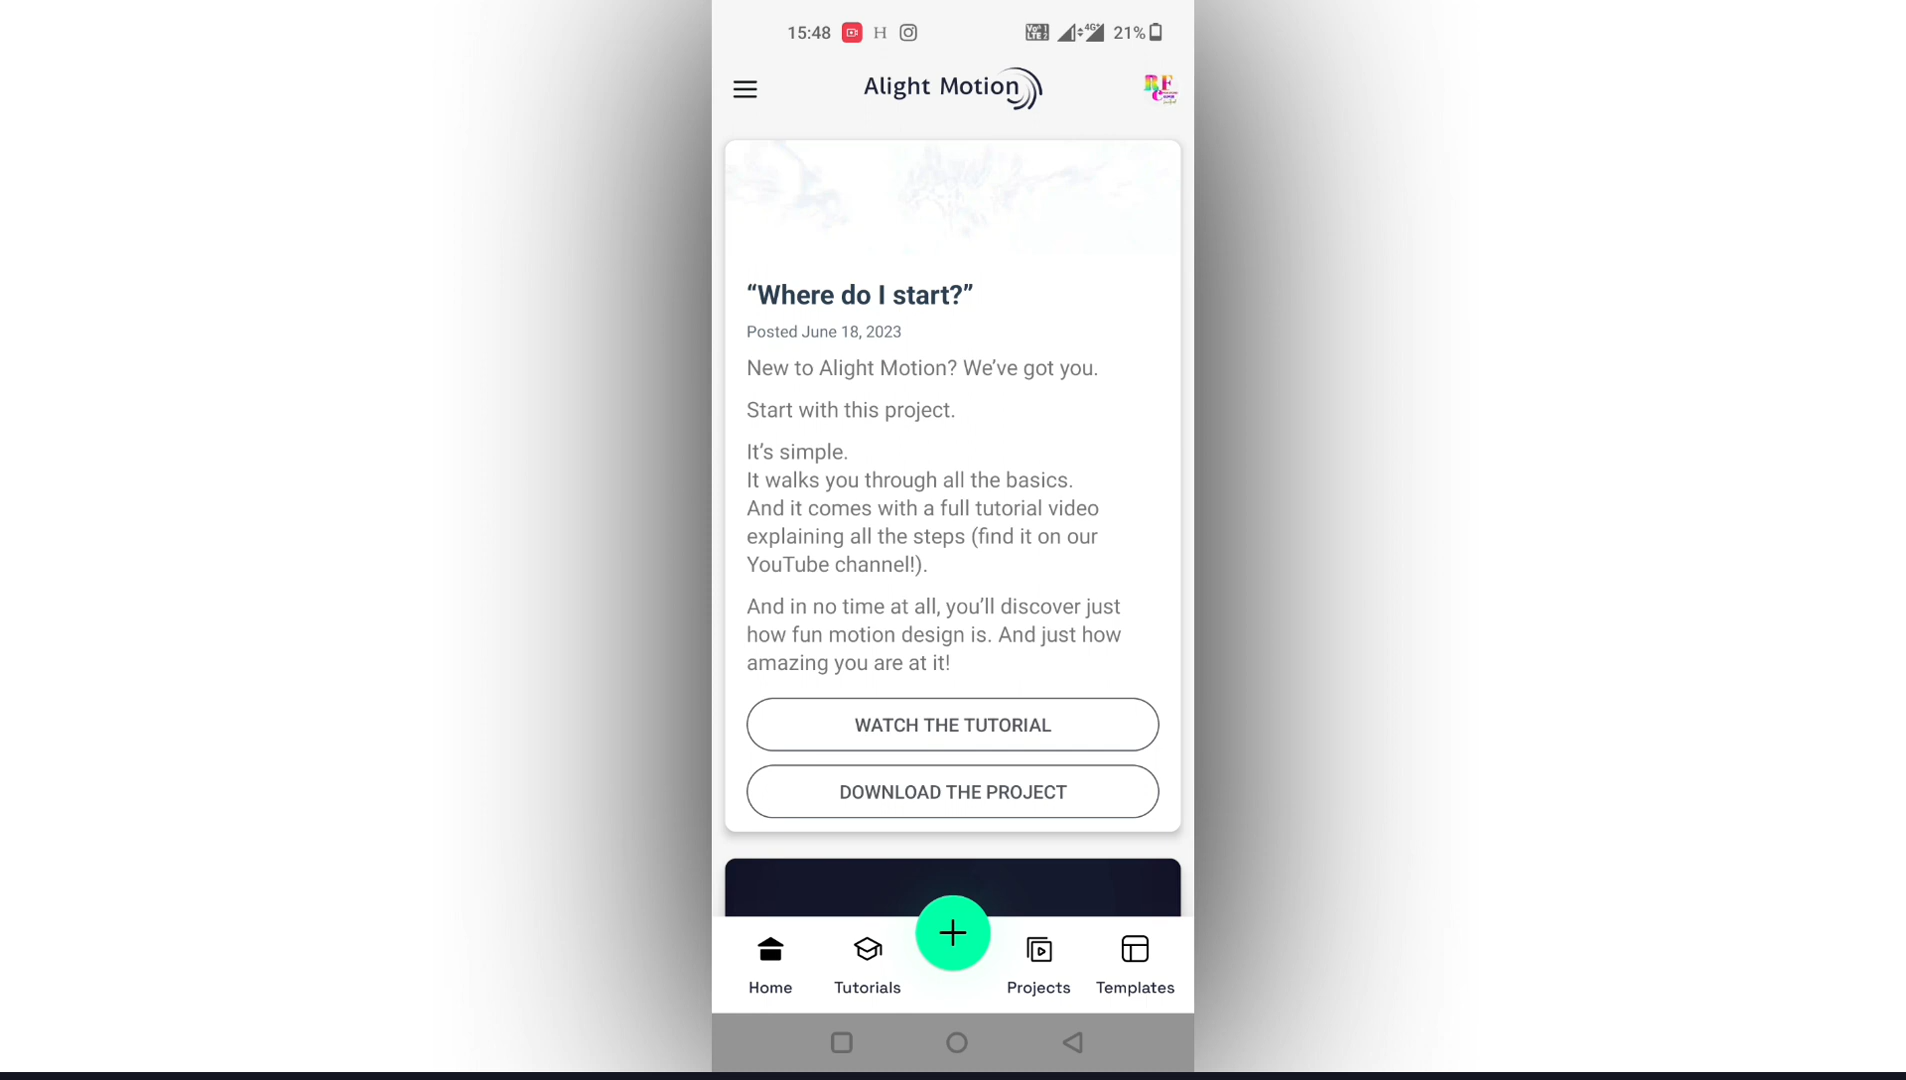 15:48 H 4G+ 21%
Alight Motion
“Where do I start?”
Posted June 18, 2023
New to Alight Motion? We’ve got you.
Start with this project.
It’s simple.
It walks you through all the basics.
And it comes with a full tutorial video
explaining all the steps (find it on our
YouTube channel!).
And in no time at all, you’ll discover just
how fun motion design is. And just how
amazing you are at it!
WATCH THE TUTORIAL
DOWNLOAD THE PROJECT
Home Tutorials Projects Templates